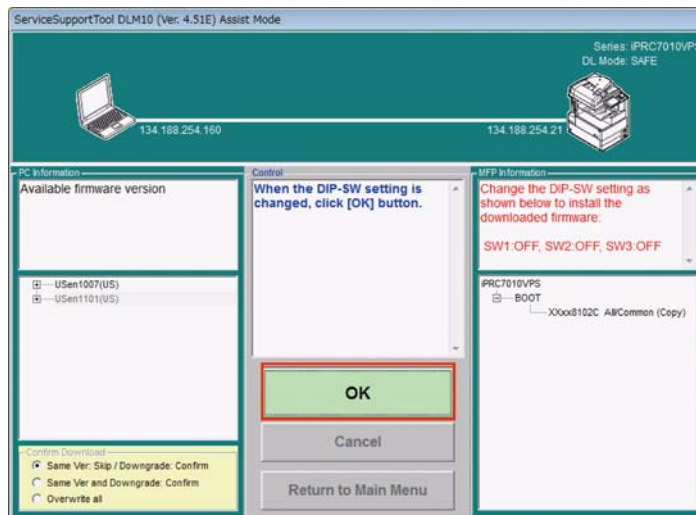 ServiceSupportTool DLM10 (Ver. 4.51E) Assist Mode
Series: iPRC7010VPS
DL Mode: SAFE
134.188.254.160
134.188.254.21
PC Information
Available firmware version
USen1007(US)
USen1101(US)
Confirm Download
Same Ver: Skip / Downgrade: Confirm
Same Ver and Downgrade: Confirm
Overwrite all
Control
When the DIP-SW setting is
changed, click [OK] button.
OK
Cancel
Return to Main Menu
MFP Information
Change the DIP-SW setting as
shown below to install the
downloaded firmware:
SW1:OFF, SW2:OFF, SW3:OFF
iPRC7010VPS
BOOT
XXxx8102C All/Common (Copy)